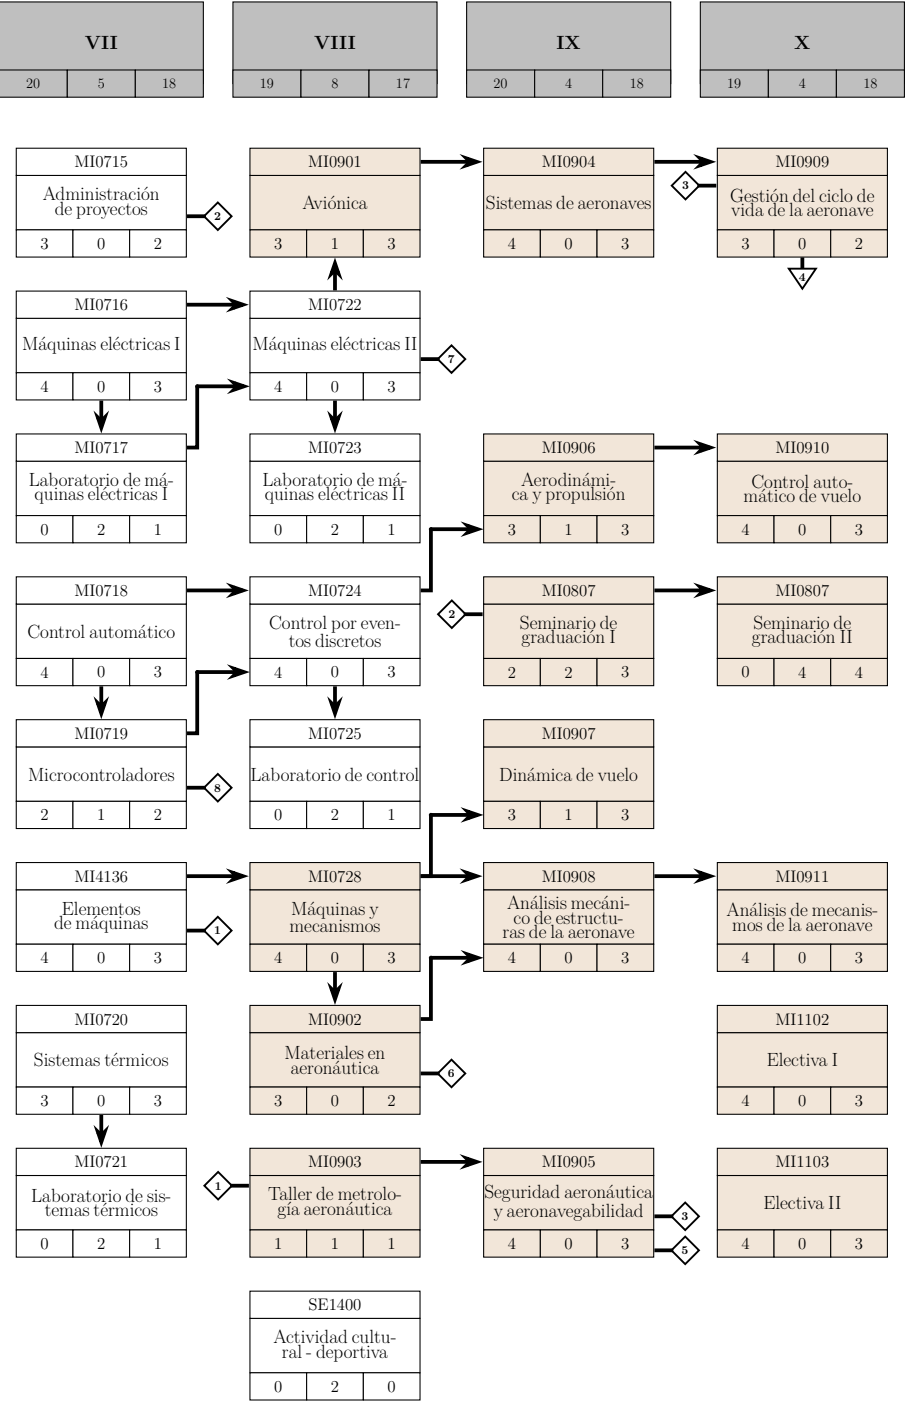 VII
VIII
IX
X
20 5 18
19 8 17
20 4 18
19 4 18
MI0715
Administración
de proyectos
3 0 2
2
MI0901
Aviónica
3 1 3
MI0904
Sistemas de aeronaves
4 0 3
3
MI0909
Gestión del ciclo de
vida de la aeronave
3 0 2
4
MI0716
Máquinas eléctricas I
4 0 3
MI0722
Máquinas eléctricas II
4 0 3
7
MI0717
Laboratorio de má-
quinas eléctricas I
0 2 1
MI0723
Laboratorio de má-
quinas eléctricas II
0 2 1
MI0906
Aerodinámi-
ca y propulsión
3 1 3
MI0910
Control auto-
mático de vuelo
4 0 3
MI0718
Control automático
4 0 3
MI0724
Control por even-
tos discretos
4 0 3
2
MI0807
Seminario de
graduación I
2 2 3
MI0807
Seminario de
graduación II
0 4 4
MI0719
Microcontroladores
2 1 2
8
MI0725
Laboratorio de control
0 2 1
MI0907
Dinámica de vuelo
3 1 3
MI4136
Elementos
de máquinas
4 0 3
1
MI0728
Máquinas y
mecanismos
4 0 3
MI0908
Análisis mecáni-
co de estructu-
ras de la aeronave
4 0 3
MI0911
Análisis de mecanis-
mos de la aeronave
4 0 3
MI0720
Sistemas térmicos
3 0 3
MI0902
Materiales en
aeronáutica
3 0 2
6
MI1102
Electiva I
4 0 3
MI0721
Laboratorio de sis-
temas térmicos
0 2 1
1
MI0903
Taller de metrolo-
gía aeronáutica
1 1 1
MI0905
Seguridad aeronáutica
y aeronavegabilidad
4 0 3
3
5
MI1103
Electiva II
4 0 3
SE1400
Actividad cultu-
ral - deportiva
0 2 0